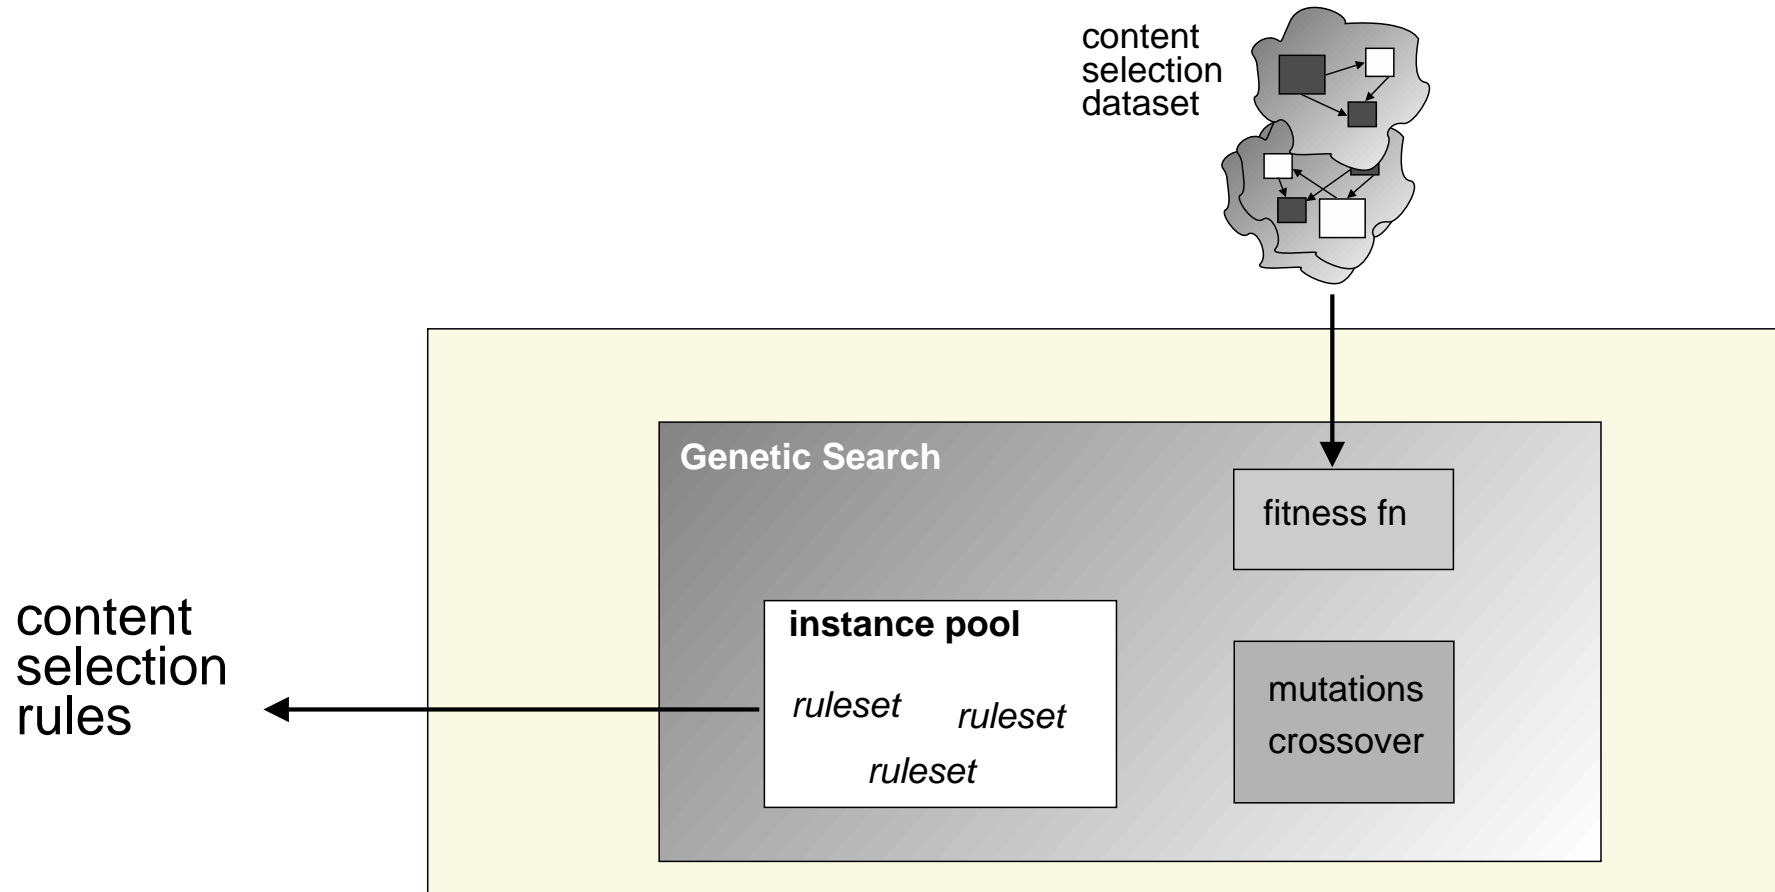 content
selection
dataset
Genetic Search
fitness fn
instance pool
ruleset
ruleset
ruleset
mutations
crossover
content
selection
rules